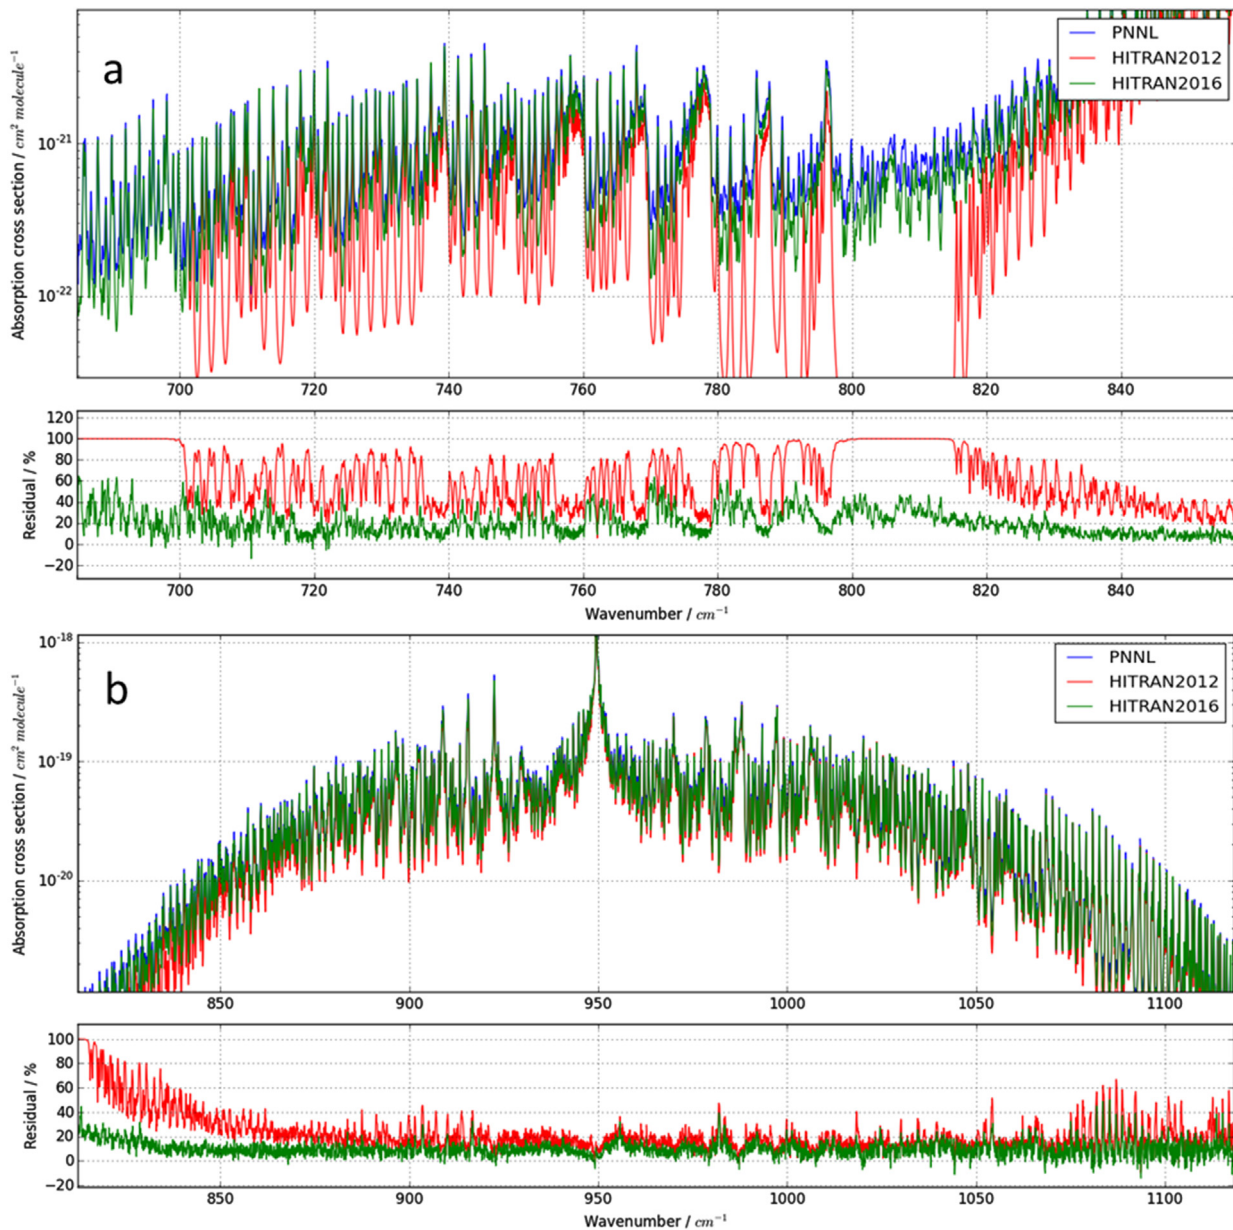 a
PNNL
HITRAN2012
HITRAN2016
Absorption cross section / cm² molecule⁻¹
10⁻²¹
10⁻²²
700 720 740 760 780 800 820 840
Residual / %
120
100
80
60
40
20
0
−20
700 720 740 760 780 800 820 840
Wavenumber / cm⁻¹
b
PNNL
HITRAN2012
HITRAN2016
Absorption cross section / cm² molecule⁻¹
10⁻¹⁸
10⁻¹⁹
10⁻²⁰
850 900 950 1000 1050 1100
Residual / %
100
80
60
40
20
0
−20
850 900 950 1000 1050 1100
Wavenumber / cm⁻¹